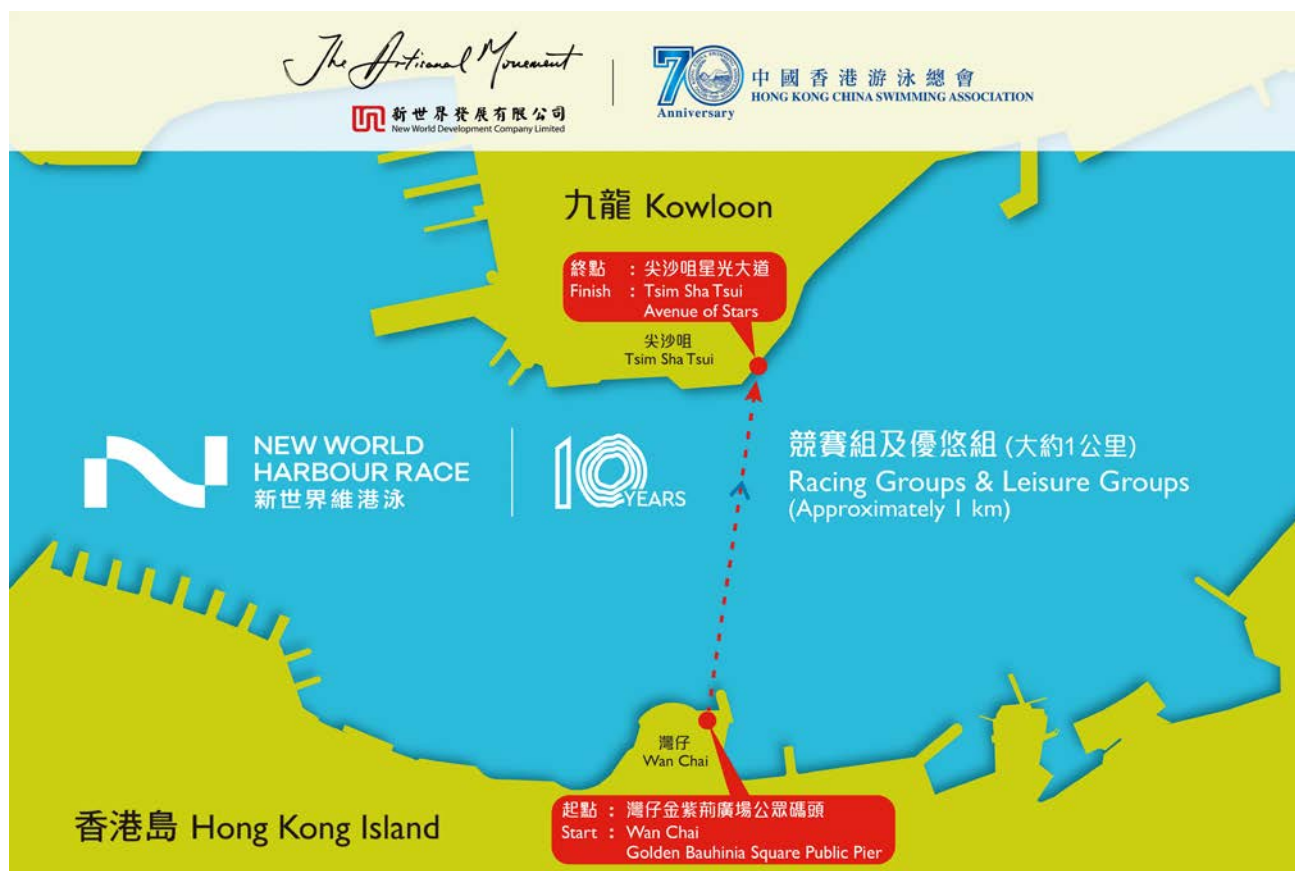 The Artisanal Movement
新世界發展有限公司
New World Development Company Limited
70
Anniversary
中國香港游泳總會
HONG KONG CHINA SWIMMING ASSOCIATION
九龍 Kowloon
終點 : 尖沙咀星光大道
Finish : Tsim Sha Tsui
Avenue of Stars
尖沙咀
Tsim Sha Tsui
NEW WORLD
HARBOUR RACE
新世界維港泳
10
YEARS
競賽組及優悠組 (大約1公里)
Racing Groups & Leisure Groups
(Approximately 1 km)
灣仔
Wan Chai
起點 : 灣仔金紫荊廣場公眾碼頭
Start : Wan Chai
Golden Bauhinia Square Public Pier
香港島 Hong Kong Island